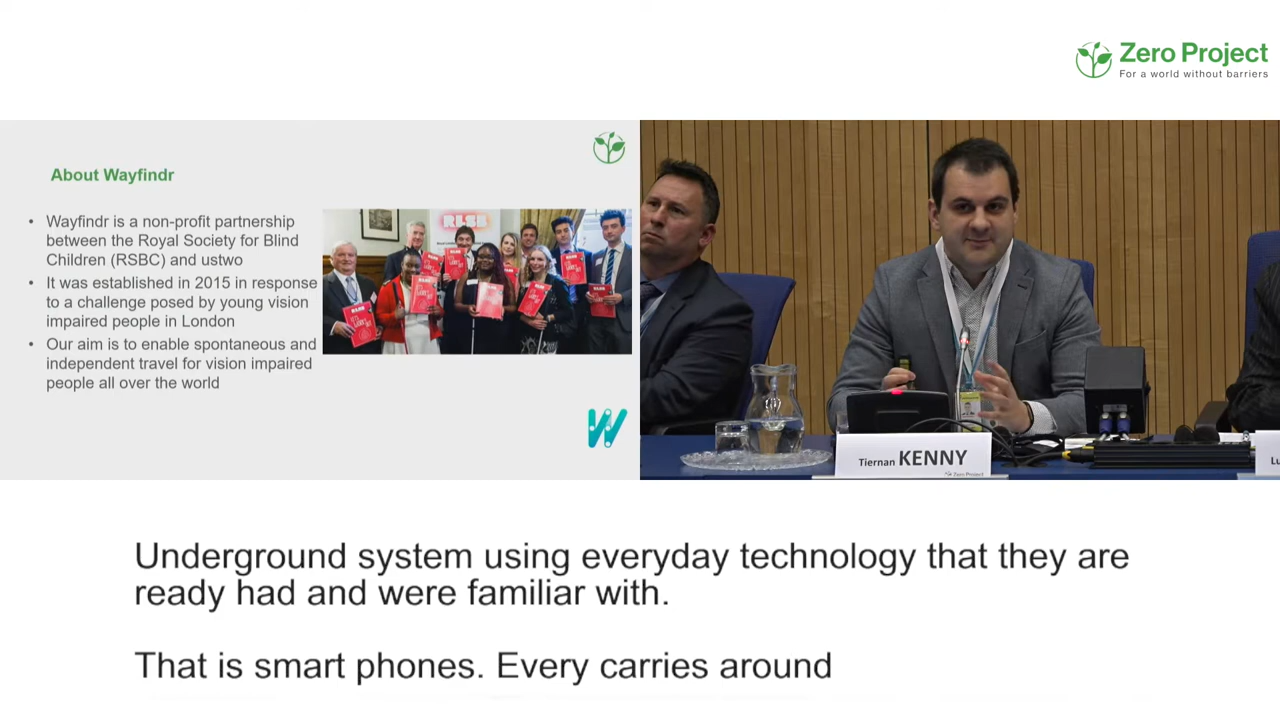 Zero Project
For a world without barriers
About Wayfindr
• Wayfindr is a non-profit partnership
between the Royal Society for Blind
Children (RSBC) and ustwo
• It was established in 2015 in response
to a challenge posed by young vision
impaired people in London
• Our aim is to enable spontaneous and
independent travel for vision impaired
people all over the world
RLSB
W
Tiernan KENNY
Zero Project
Lu
Underground system using everyday technology that they are
ready had and were familiar with.
That is smart phones. Every carries around